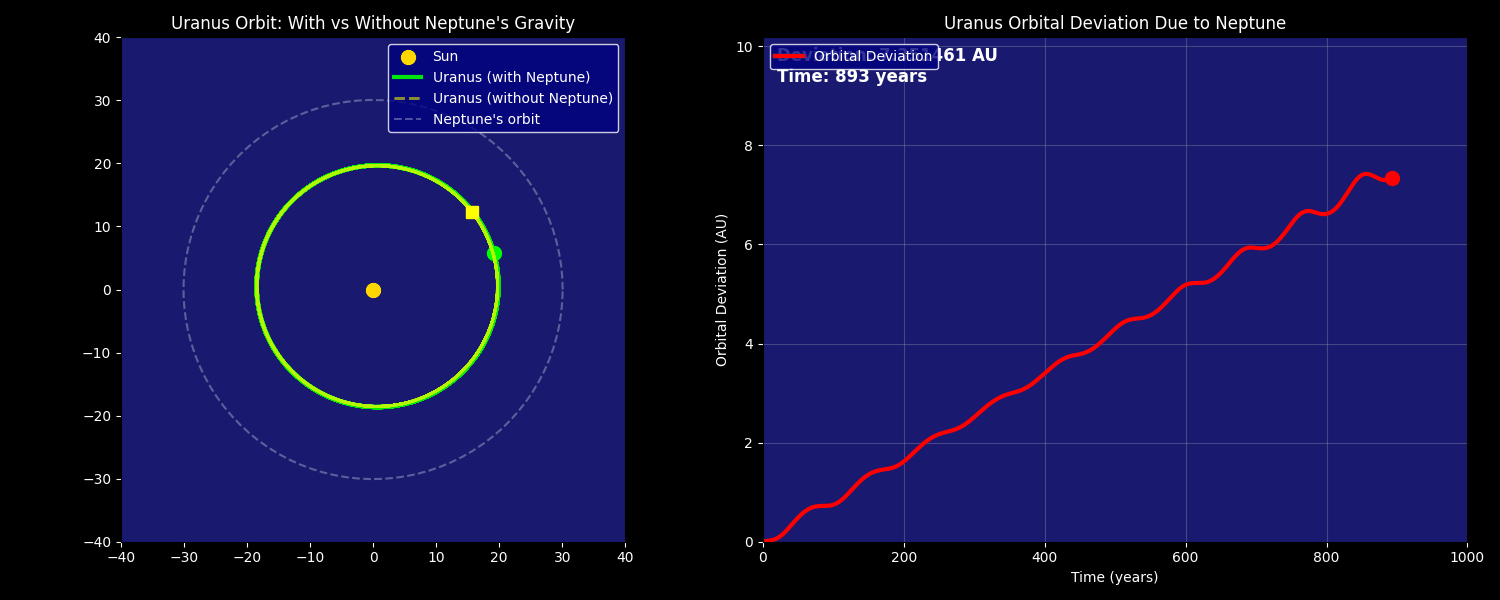 Uranus Orbit: With vs Without Neptune's Gravity
40
30
20
10
0
−10
−20
−30
−40
−40
−30
−20
−10
0
10
20
30
40
Sun
Uranus (with Neptune)
Uranus (without Neptune)
Neptune's orbit
Uranus Orbital Deviation Due to Neptune
Orbital Deviation (AU)
10
8
6
4
2
0
Deviation: 461 AU
Orbital Deviation
Time: 893 years
0
200
400
600
800
1000
Time (years)